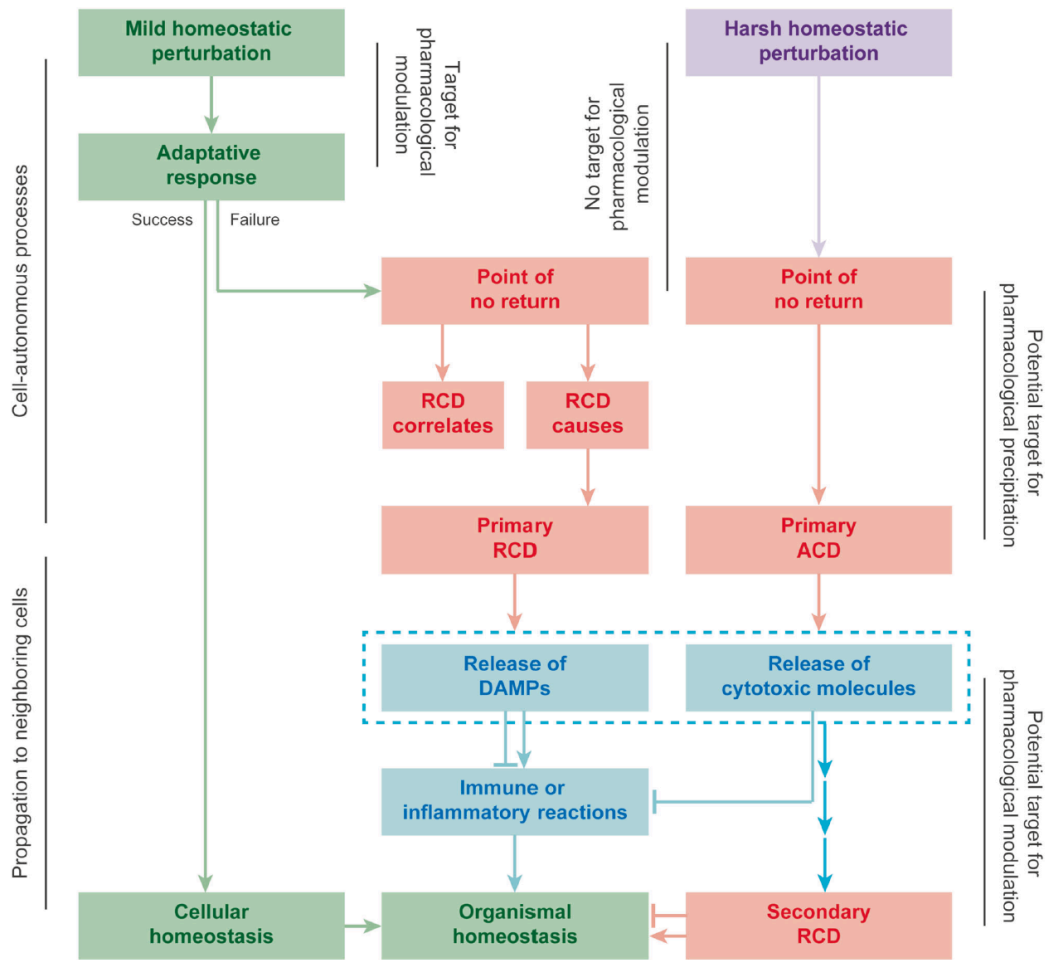 Mild homeostatic
perturbation
Harsh homeostatic
perturbation
Target for
pharmacological
modulation
No target for
pharmacological
modulation
Cell-autonomous processes
Adaptative
response
Success
Failure
Point of
no return
Point of
no return
Potential target for
pharmacological precipitation
RCD
correlates
RCD
causes
Primary
RCD
Primary
ACD
Propagation to neighboring cells
Release of
DAMPs
Release of
cytotoxic molecules
Potential target for
pharmacological modulation
Immune or
inflammatory reactions
Cellular
homeostasis
Organismal
homeostasis
Secondary
RCD